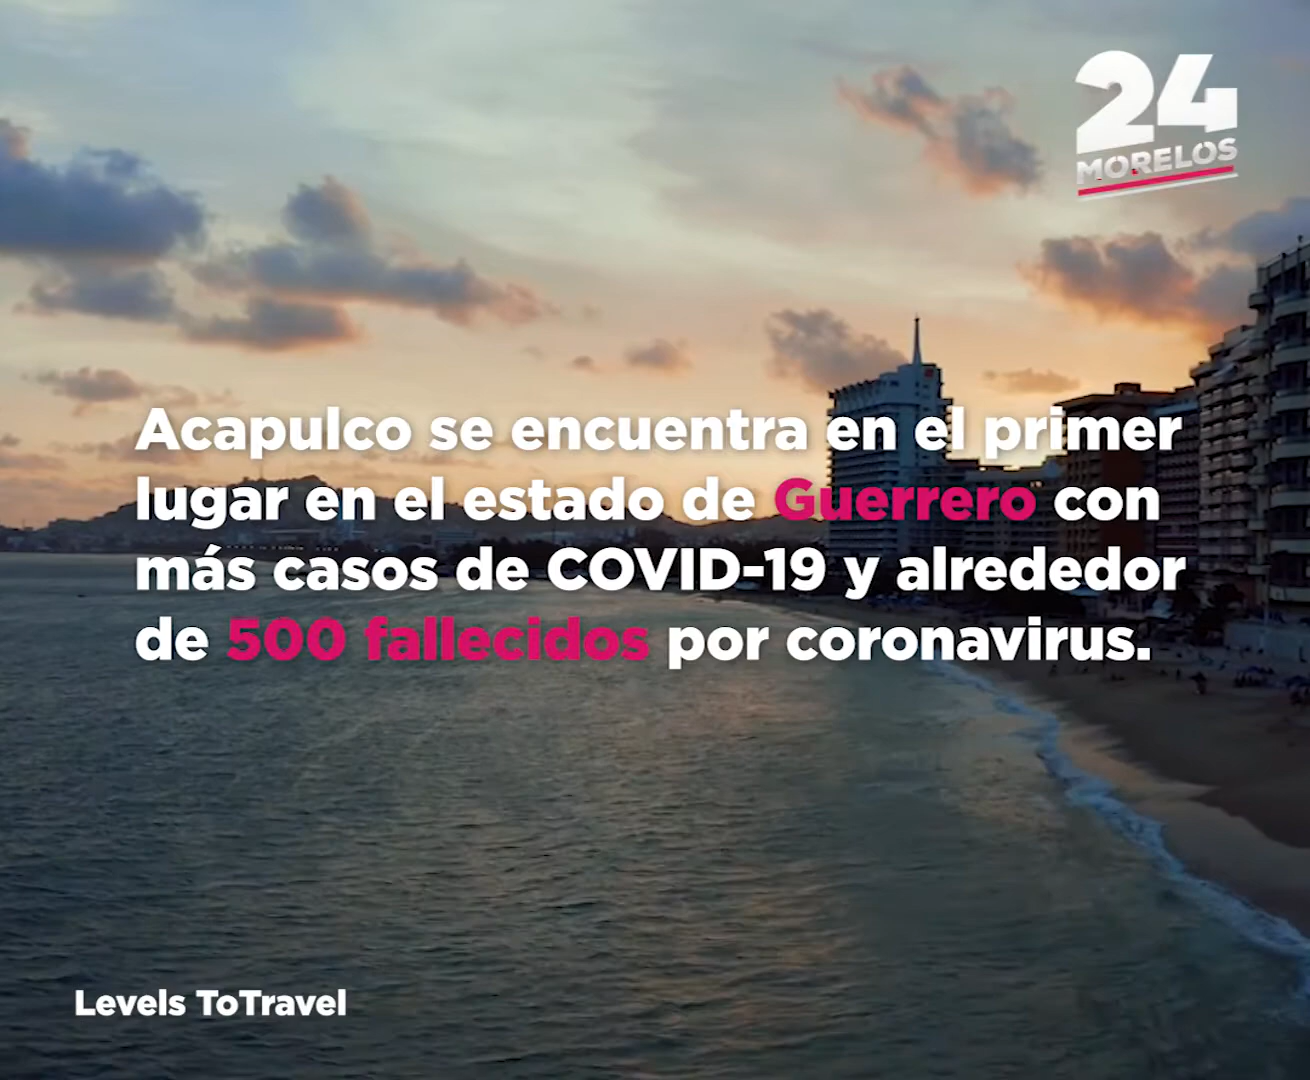 24
MORELOS
Acapulco se encuentra en el primer
lugar en el estado de Guerrero con
más casos de COVID-19 y alrededor
de 500 fallecidos por coronavirus.
Levels ToTravel